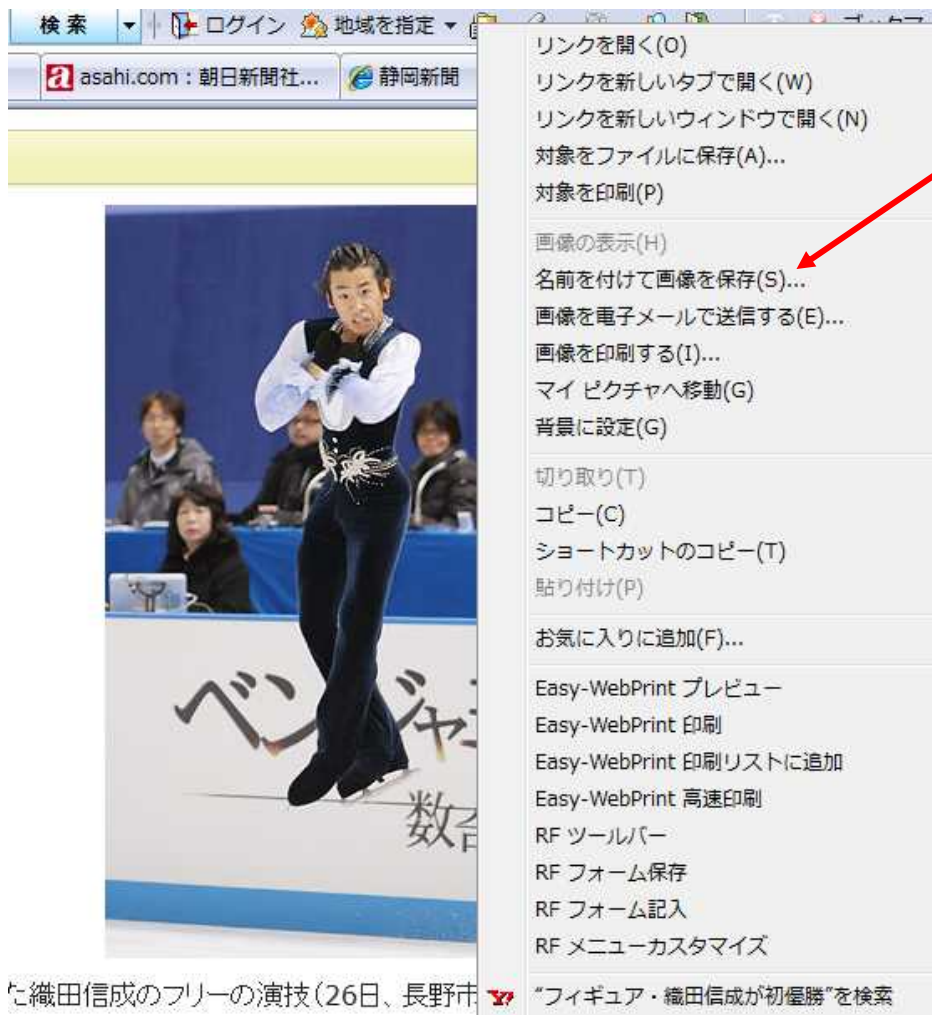 検索
ログイン
地域を指定
asahi.com：朝日新聞社...
静岡新聞
リンクを開く(O)
リンクを新しいタブで開く(W)
リンクを新しいウィンドウで開く(N)
対象をファイルに保存(A)...
対象を印刷(P)
画像の表示(H)
名前を付けて画像を保存(S)...
画像を電子メールで送信する(E)...
画像を印刷する(I)...
マイ ピクチャへ移動(G)
背景に設定(G)
切り取り(T)
コピー(C)
ショートカットのコピー(T)
貼り付け(P)
お気に入りに追加(F)...
Easy-WebPrint プレビュー
Easy-WebPrint 印刷
Easy-WebPrint 印刷リストに追加
Easy-WebPrint 高速印刷
RF ツールバー
RF フォーム保存
RF フォーム記入
RF メニューカスタマイズ
"フィギュア・織田信成が初優勝"を検索
ベンジャ
数
た織田信成のフリーの演技(26日、長野市